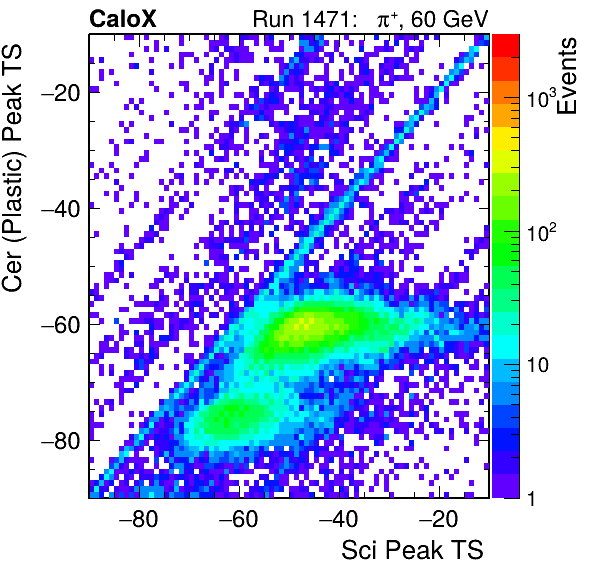 CaloX Run 1471: π⁺, 60 GeV
Cer (Plastic) Peak TS
−20
−40
−60
−80
−80 −60 −40 −20
Sci Peak TS
Events
10³
10²
10
1